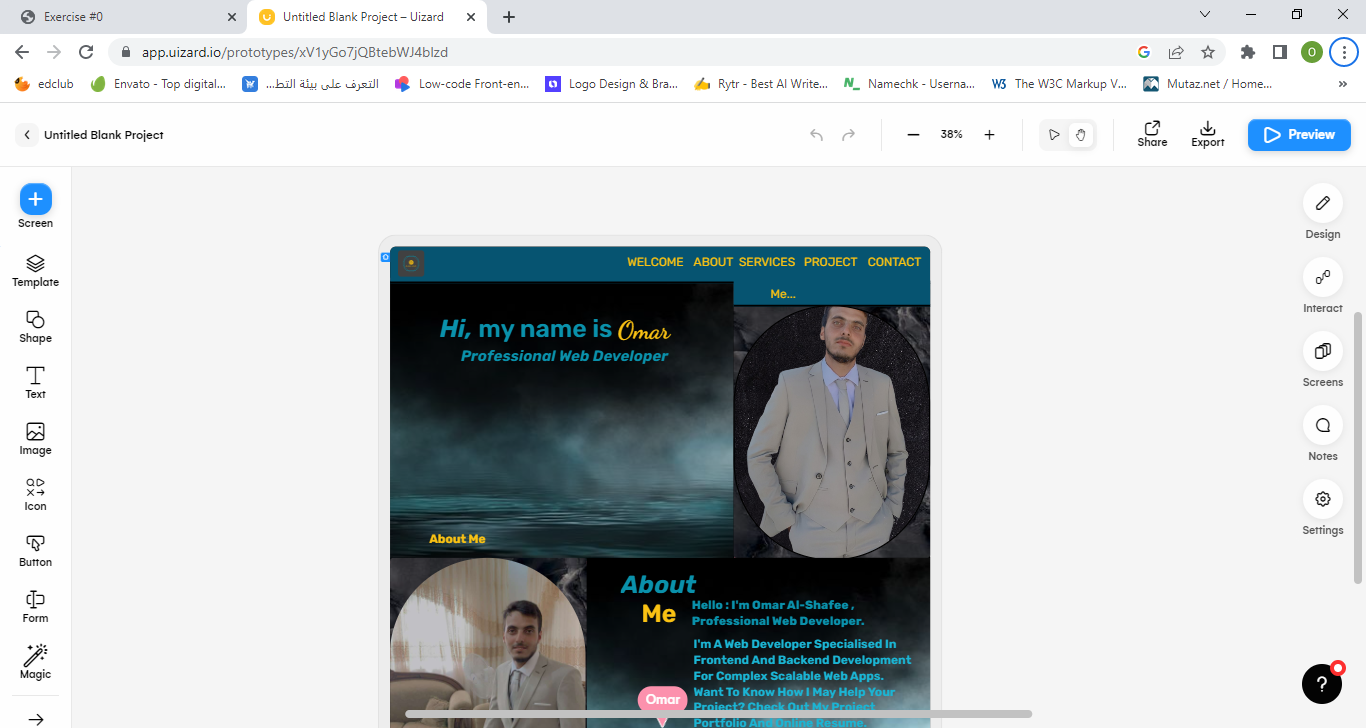 Exercise #0
Untitled Blank Project – Uizard
app.uizard.io/prototypes/xV1yGo7jQBtebWJ4blzd
O
edclub
Envato - Top digital...
التعرف على بيئة التط...
Low-code Front-en...
Logo Design & Bra...
Rytr - Best AI Write...
Namechk - Userna...
The W3C Markup V...
Mutaz.net / Home...
»
Untitled Blank Project
38%
Share
Export
Preview
Screen
Template
Shape
Text
Image
Icon
Button
Form
Magic
Design
Interact
Screens
Notes
Settings
?
WELCOME ABOUT SERVICES PROJECT CONTACT
Me...
Hi, my name is Omar
Professional Web Developer
About Me
About
Me
Hello : I'm Omar Al-Shafee ,
Professional Web Developer.
I'm A Web Developer Specialised In
Frontend And Backend Development
For Complex Scalable Web Apps.
Want To Know How I May Help Your
Project? Check Out My Project
Portfolio And Online Resume.
Omar